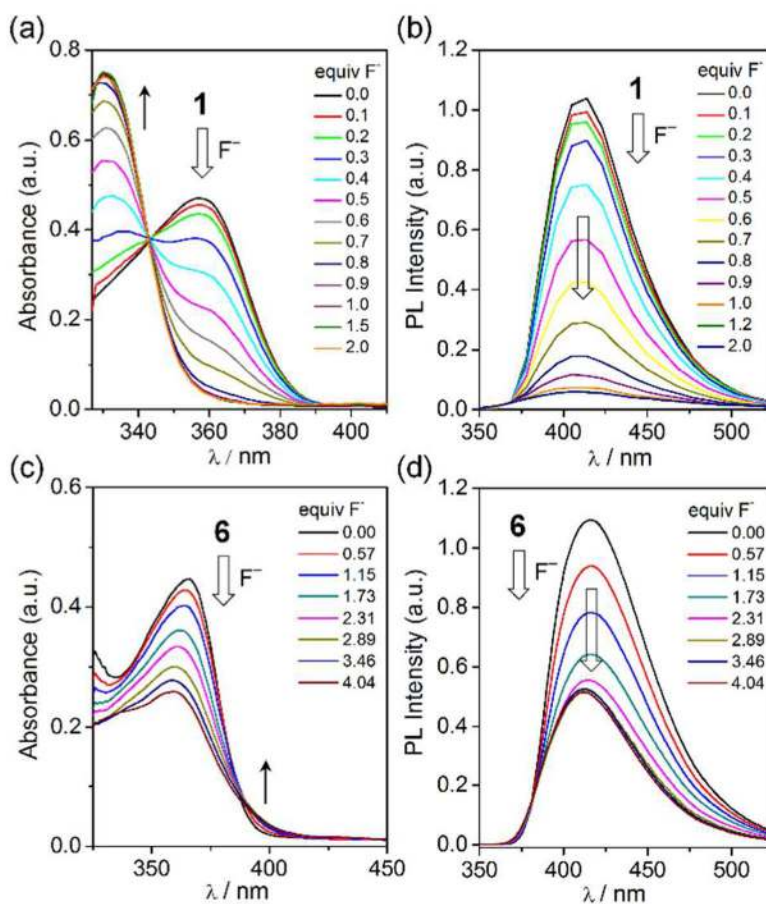 (a)
0.8
0.6
0.4
0.2
0.0
Absorbance (a.u.)
340 360 380 400
λ / nm
1
F⁻
equiv F⁻
0.0
0.1
0.2
0.3
0.4
0.5
0.6
0.7
0.8
0.9
1.0
1.5
2.0
(b)
1.2
1.0
0.8
0.6
0.4
0.2
0.0
PL Intensity (a.u.)
350 400 450 500
λ / nm
1
F⁻
equiv F⁻
0.0
0.1
0.2
0.3
0.4
0.5
0.6
0.7
0.8
0.9
1.0
1.2
2.0
(c)
0.6
0.4
0.2
0.0
Absorbance (a.u.)
350 400 450
λ / nm
6
F⁻
equiv F⁻
0.00
0.57
1.15
1.73
2.31
2.89
3.46
4.04
(d)
1.2
1.0
0.8
0.6
0.4
0.2
0.0
PL Intensity (a.u.)
350 400 450 500
λ / nm
6
F⁻
equiv F⁻
0.00
0.57
1.15
1.73
2.31
2.89
3.46
4.04